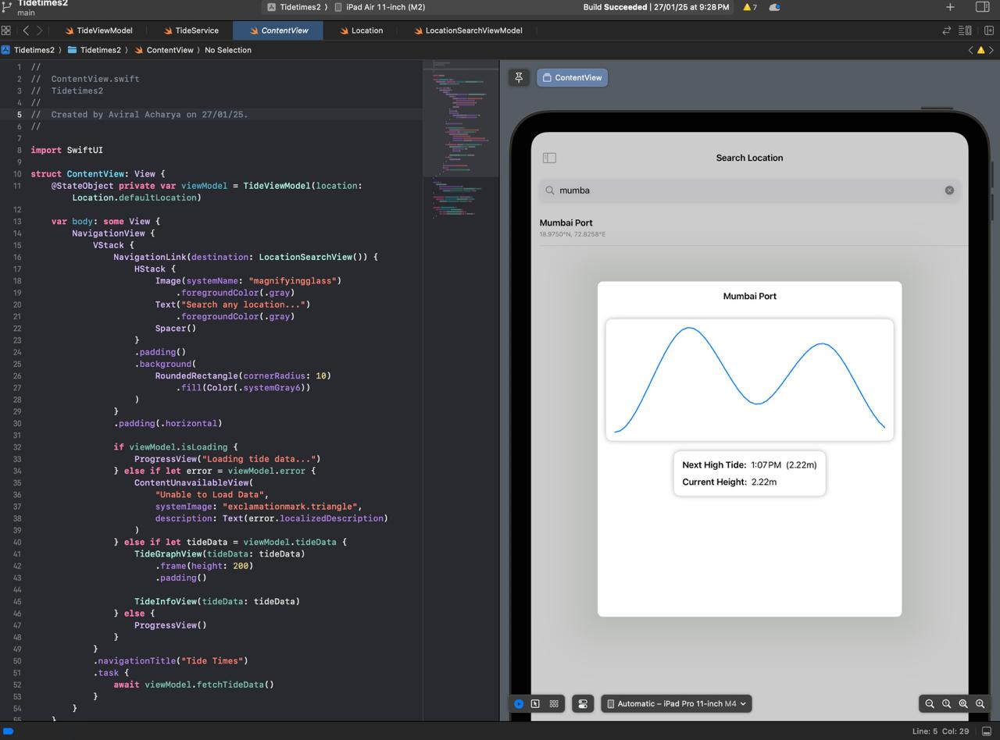 Tidetimes2
main
Tidetimes2 〉 iPad Air 11-inch (M2)
Build Succeeded | 27/01/25 at 9:28 PM
7
TideViewModel
TideService
ContentView
Location
LocationSearchViewModel
Tidetimes2 〉 Tidetimes2 〉 ContentView 〉 No Selection
1 //
2 //  ContentView.swift
3 //  Tidetimes2
4 //
5 //  Created by Aviral Acharya on 27/01/25.
6 //
7
8 import SwiftUI
9
10 struct ContentView: View {
11     @StateObject private var viewModel = TideViewModel(location:
        Location.defaultLocation)
12
13     var body: some View {
14         NavigationView {
15             VStack {
16                 NavigationLink(destination: LocationSearchView()) {
17                     HStack {
18                         Image(systemName: "magnifyingglass")
19                             .foregroundColor(.gray)
20                         Text("Search any location...")
21                             .foregroundColor(.gray)
22                         Spacer()
23                     }
24                     .padding()
25                     .background(
26                         RoundedRectangle(cornerRadius: 10)
27                             .fill(Color(.systemGray6))
28                     )
29                 }
30                 .padding(.horizontal)
31
32                 if viewModel.isLoading {
33                     ProgressView("Loading tide data...")
34                 } else if let error = viewModel.error {
35                     ContentUnavailableView(
36                         "Unable to Load Data",
37                         systemImage: "exclamationmark.triangle",
38                         description: Text(error.localizedDescription)
39                     )
40                 } else if let tideData = viewModel.tideData {
41                     TideGraphView(tideData: tideData)
42                         .frame(height: 200)
43                         .padding()
44
45                     TideInfoView(tideData: tideData)
46                 } else {
47                     ProgressView()
48                 }
49             }
50             .navigationTitle("Tide Times")
51             .task {
52                 await viewModel.fetchTideData()
53             }
54         }
55     }
ContentView
Search Location
mumba
Mumbai Port
18.9750°N, 72.8258°E
Mumbai Port
Next High Tide: 1:07 PM (2.22m)
Current Height: 2.22m
Automatic – iPad Pro 11-inch M4
Line: 5 Col: 29